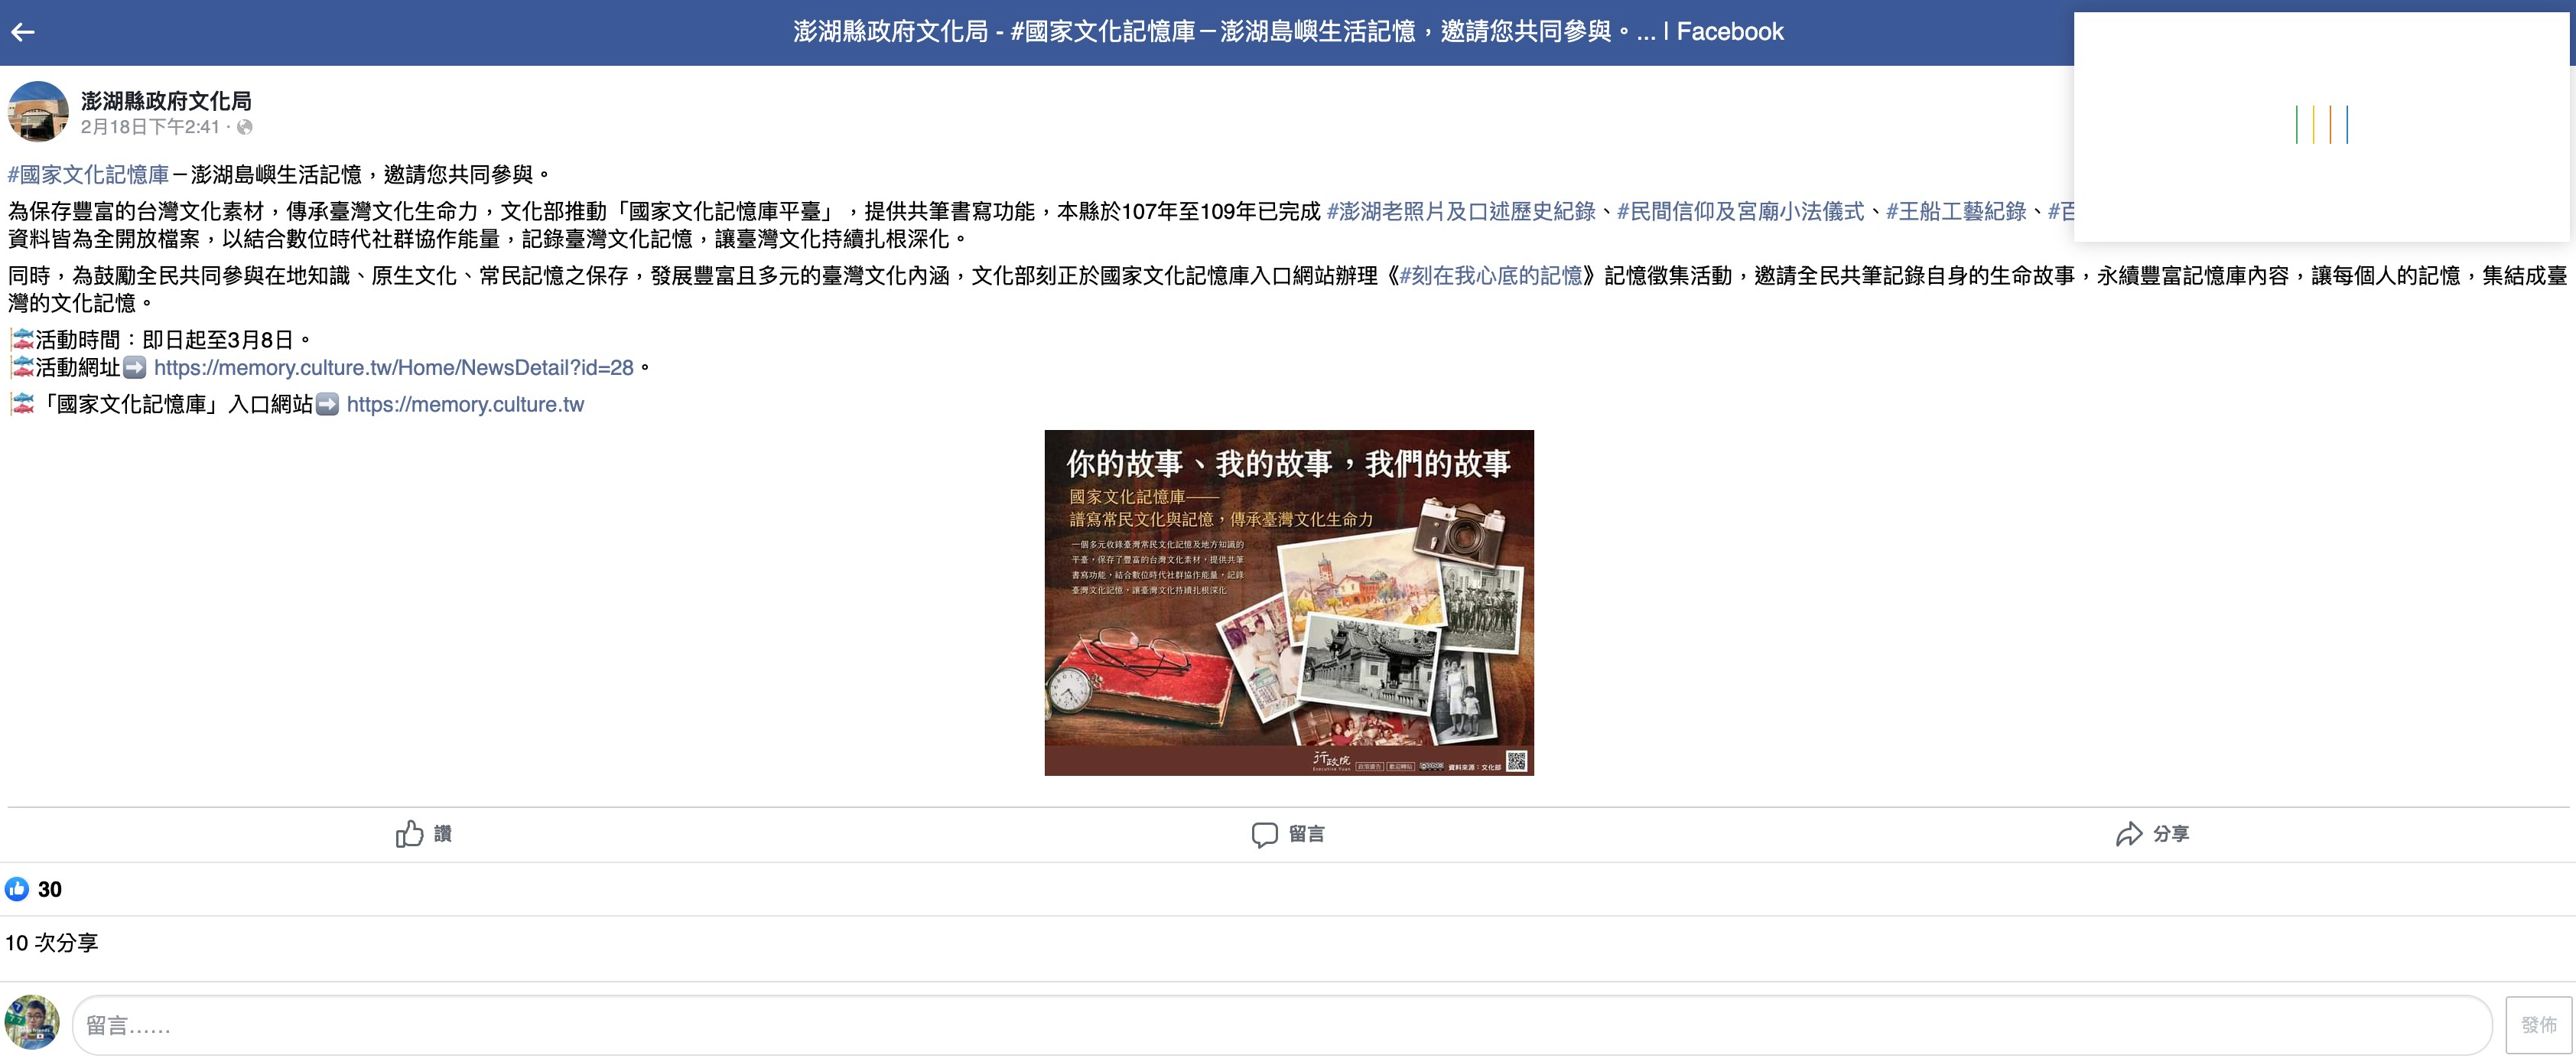 澎湖縣政府文化局 - #國家文化記憶庫－澎湖島嶼生活記憶，邀請您共同參與。... | Facebook
澎湖縣政府文化局
2月18日下午2:41 ·
#國家文化記憶庫－澎湖島嶼生活記憶，邀請您共同參與。
為保存豐富的台灣文化素材，傳承臺灣文化生命力，文化部推動「國家文化記憶庫平臺」，提供共筆書寫功能，本縣於107年至109年已完成 #澎湖老照片及口述歷史紀錄、#民間信仰及宮廟小法儀式、#王船工藝紀錄、#百
資料皆為全開放檔案，以結合數位時代社群協作能量，記錄臺灣文化記憶，讓臺灣文化持續扎根深化。
同時，為鼓勵全民共同參與在地知識、原生文化、常民記憶之保存，發展豐富且多元的臺灣文化內涵，文化部刻正於國家文化記憶庫入口網站辦理《#刻在我心底的記憶》記憶徵集活動，邀請全民共筆記錄自身的生命故事，永續豐富記憶庫內容，讓每個人的記憶，集結成臺
灣的文化記憶。
🎏活動時間：即日起至3月8日。
🎏活動網址➡️ https://memory.culture.tw/Home/NewsDetail?id=28。
🎏「國家文化記憶庫」入口網站➡️ https://memory.culture.tw
你的故事、我的故事，我們的故事
國家文化記憶庫——
譜寫常民文化與記憶，傳承臺灣文化生命力
一個多元收錄臺灣常民文化記憶及地方知識的
平臺，保存了豐富的台灣文化素材，提供共筆
書寫功能，結合數位時代社群協作能量，記錄
臺灣文化記憶，讓臺灣文化持續扎根深化
行政院
Executive Yuan
政策廣告 歡迎轉貼 資料來源：文化部
讚
留言
分享
30
10 次分享
留言......
發佈